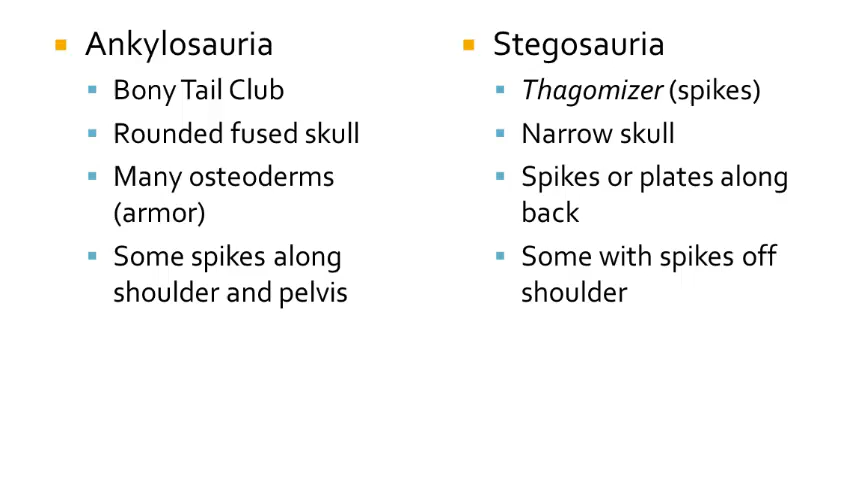 Ankylosauria
Bony Tail Club
Rounded fused skull
Many osteoderms
(armor)
Some spikes along
shoulder and pelvis
Stegosauria
Thagomizer (spikes)
Narrow skull
Spikes or plates along
back
Some with spikes off
shoulder